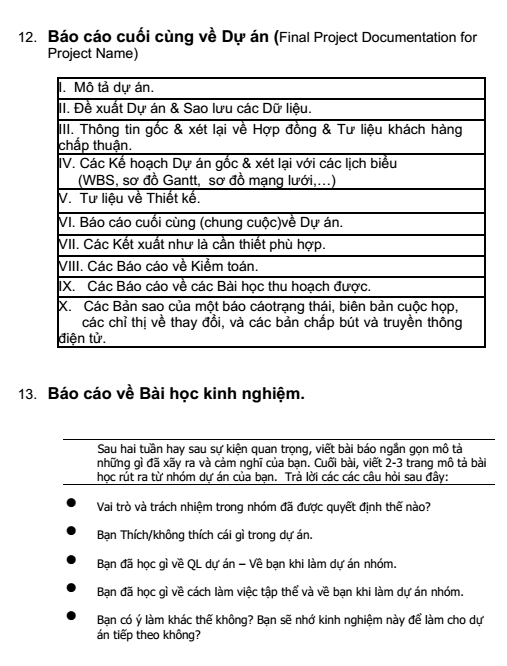 12. Báo cáo cuối cùng về Dự án (Final Project Documentation for
Project Name)
I. Mô tả dự án.
II. Đề xuất Dự án & Sao lưu các Dữ liệu.
III. Thông tin gốc & xét lại về Hợp đồng & Tư liệu khách hàng
chấp thuận.
IV. Các Kế hoạch Dự án gốc & xét lại với các lịch biểu
(WBS, sơ đồ Gantt, sơ đồ mạng lưới,...)
V. Tư liệu về Thiết kế.
VI. Báo cáo cuối cùng (chung cuộc)về Dự án.
VII. Các Kết xuất như là cần thiết phù hợp.
VIII. Các Báo cáo về Kiểm toán.
IX. Các Báo cáo về các Bài học thu hoạch được.
X. Các Bản sao của một báo cáotrạng thái, biên bản cuộc họp,
các chỉ thị về thay đổi, và các bản chấp bút và truyền thông
điện tử.
13. Báo cáo về Bài học kinh nghiệm.
Sau hai tuần hay sau sự kiện quan trọng, viết bài báo ngắn gọn mô tả
những gì đã xãy ra và cảm nghĩ của bạn. Cuối bài, viết 2-3 trang mô tả bài
học rút ra từ nhóm dự án của bạn. Trả lời các các câu hỏi sau đây:
● Vai trò và trách nhiệm trong nhóm đã được quyết định thế nào?
● Bạn Thích/không thích cái gì trong dự án.
● Bạn đã học gì về QL dự án – Về bạn khi làm dự án nhóm.
● Bạn đã học gì về cách làm việc tập thể và về bạn khi làm dự án nhóm.
● Bạn có ý làm khác thế không? Bạn sẽ nhớ kinh nghiệm này để làm cho dự
án tiếp theo không?